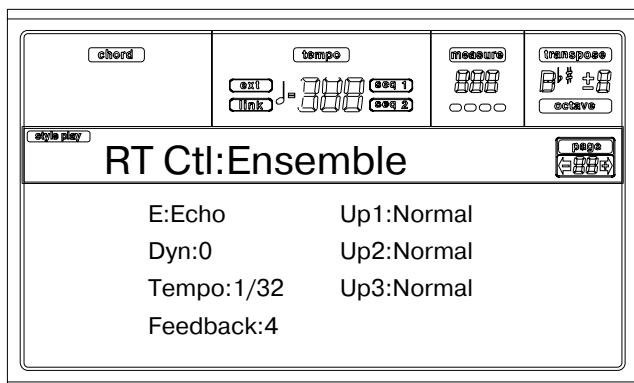 chord
tempo
measure
transpose
ext
link
seq 1
seq 2
octave
style play
RT Ctl:Ensemble
page
E:Echo
Up1:Normal
Dyn:0
Up2:Normal
Tempo:1/32
Up3:Normal
Feedback:4